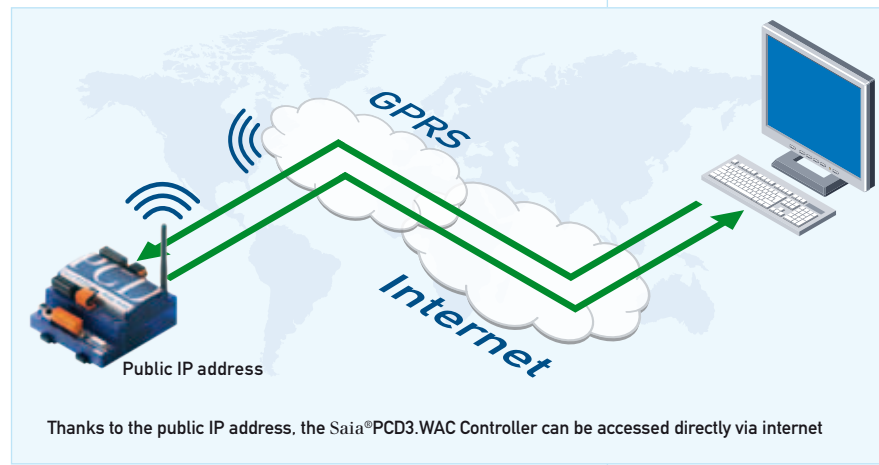 GPRS
Internet
PCD
Public IP address
Thanks to the public IP address, the Saia®PCD3.WAC Controller can be accessed directly via internet